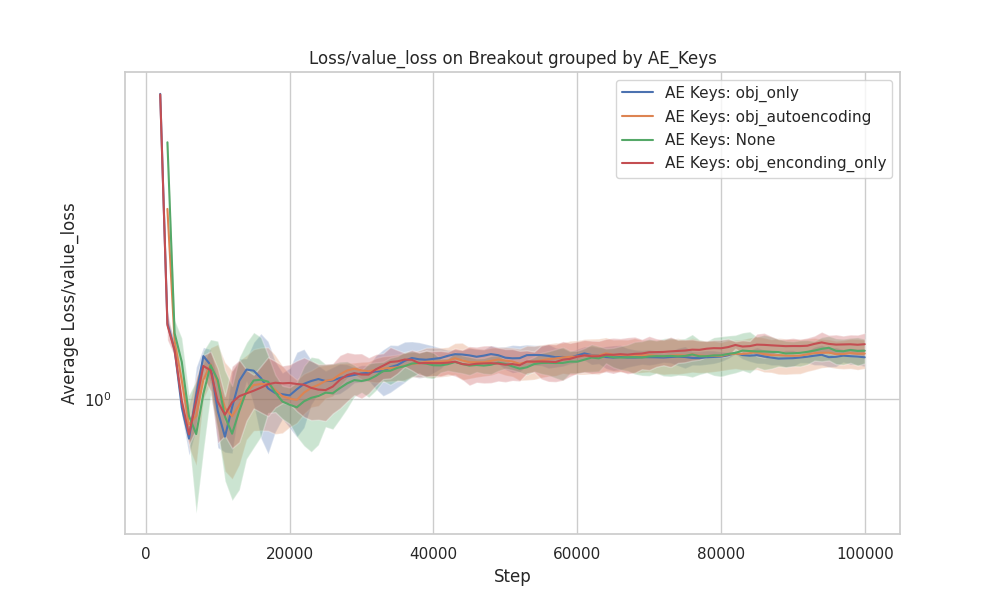 Loss/value_loss on Breakout grouped by AE_Keys
AE Keys: obj_only
AE Keys: obj_autoencoding
AE Keys: None
AE Keys: obj_enconding_only
Average Loss/value_loss
10⁰
0 20000 40000 60000 80000 100000
Step